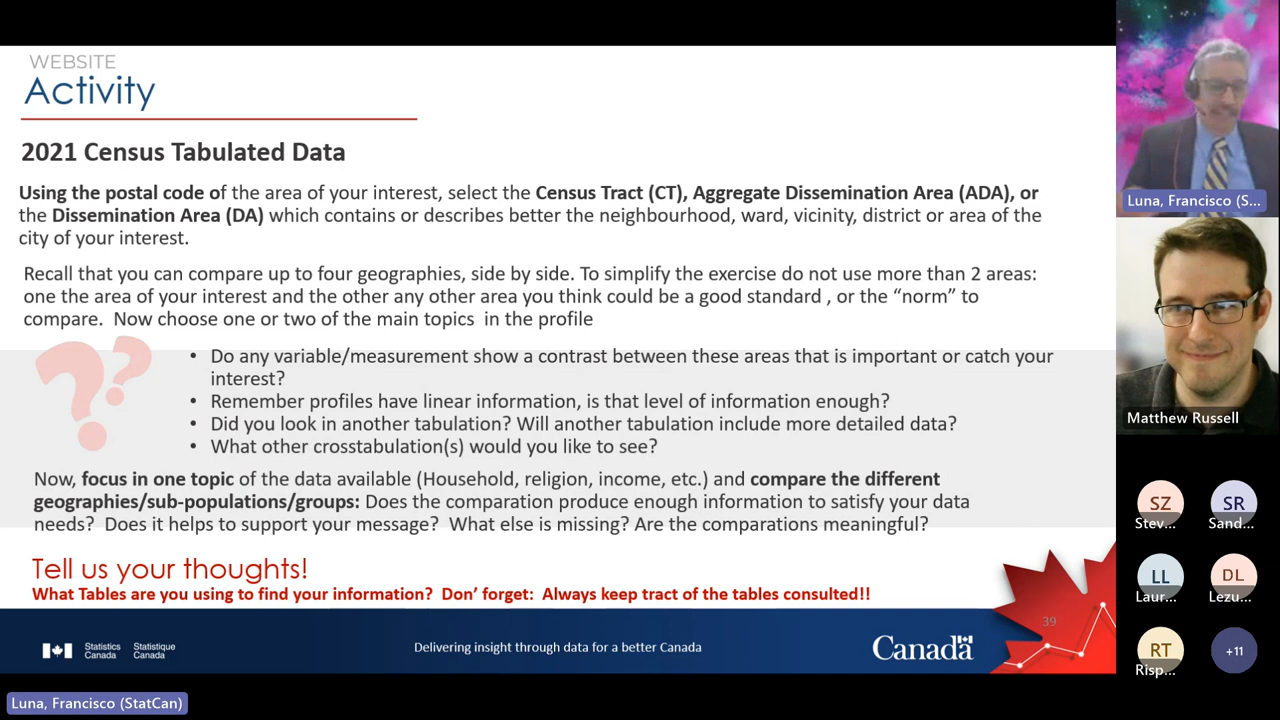 WEBSITE
Activity
2021 Census Tabulated Data
Using the postal code of the area of your interest, select the Census Tract (CT), Aggregate Dissemination Area (ADA), or
the Dissemination Area (DA) which contains or describes better the neighbourhood, ward, vicinity, district or area of the
city of your interest.
Recall that you can compare up to four geographies, side by side. To simplify the exercise do not use more than 2 areas:
one the area of your interest and the other any other area you think could be a good standard , or the “norm” to
compare.  Now choose one or two of the main topics  in the profile
• Do any variable/measurement show a contrast between these areas that is important or catch your
interest?
• Remember profiles have linear information, is that level of information enough?
• Did you look in another tabulation? Will another tabulation include more detailed data?
• What other crosstabulation(s) would you like to see?
??
Now, focus in one topic of the data available (Household, religion, income, etc.) and compare the different
geographies/sub-populations/groups: Does the comparation produce enough information to satisfy your data
needs?  Does it helps to support your message?  What else is missing? Are the comparations meaningful?
Tell us your thoughts!
What Tables are you using to find your information?  Don’ forget:  Always keep tract of the tables consulted!!
39
Statistics Canada
Statistique Canada
Delivering insight through data for a better Canada
Canada
Luna, Francisco (StatCan)
Luna, Francisco (S...
Matthew Russell
SZ
Stev...
SR
Sand...
LL
Laur...
DL
Lezu...
RT
Risp...
+11